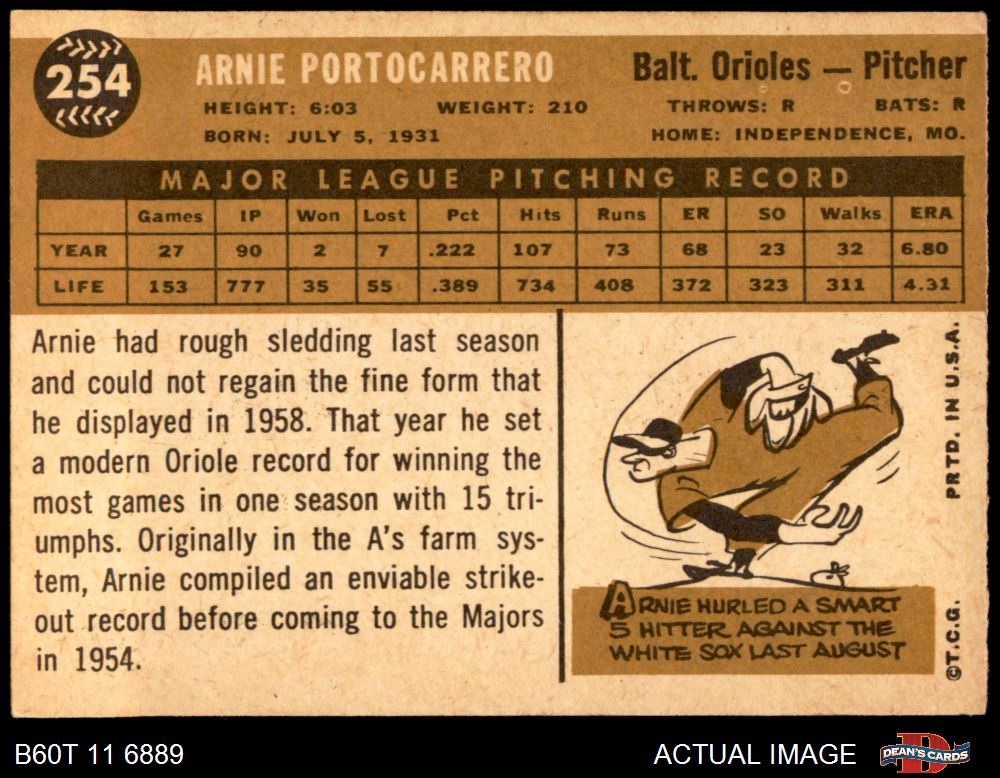 254
ARNIE PORTOCARRERO
Balt. Orioles — Pitcher
HEIGHT: 6:03 WEIGHT: 210 THROWS: R BATS: R
BORN: JULY 5, 1931 HOME: INDEPENDENCE, MO.
MAJOR LEAGUE PITCHING RECORD
Games IP Won Lost Pct Hits Runs ER SO Walks ERA
YEAR 27 90 2 7 .222 107 73 68 23 32 6.80
LIFE 153 777 35 55 .389 734 408 372 323 311 4.31
Arnie had rough sledding last season
and could not regain the fine form that
he displayed in 1958. That year he set
a modern Oriole record for winning the
most games in one season with 15 tri-
umphs. Originally in the A's farm sys-
tem, Arnie compiled an enviable strike-
out record before coming to the Majors
in 1954.
ARNIE HURLED A SMART
5 HITTER AGAINST THE
WHITE SOX LAST AUGUST
©T.C.G. PRTD. IN U.S.A.
B60T 11 6889
ACTUAL IMAGE
DEAN'S CARDS